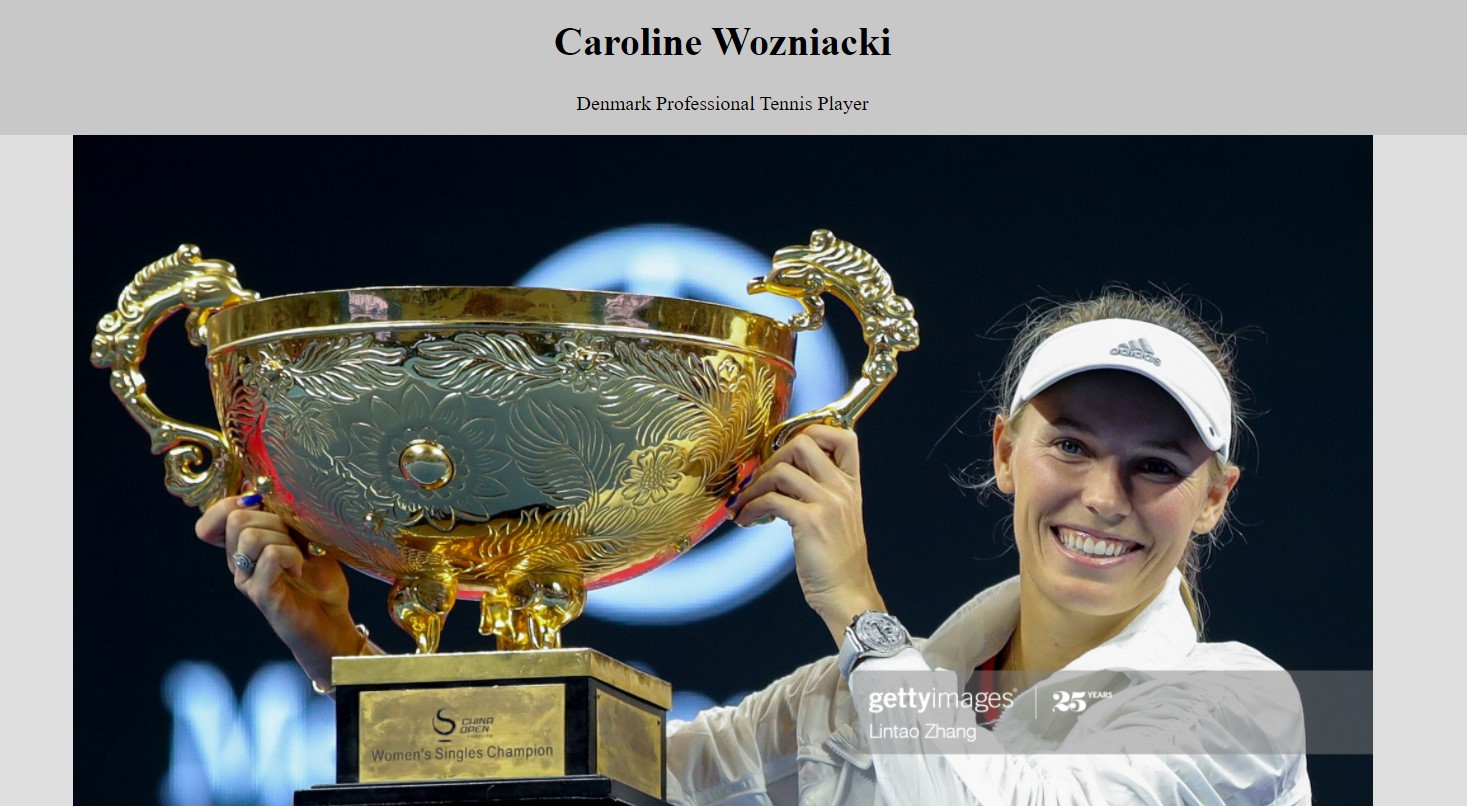 Caroline Wozniacki
Denmark Professional Tennis Player
adidas
CHINA
OPEN
Women's Singles Champion
gettyimages® | 25 YEARS
Lintao Zhang